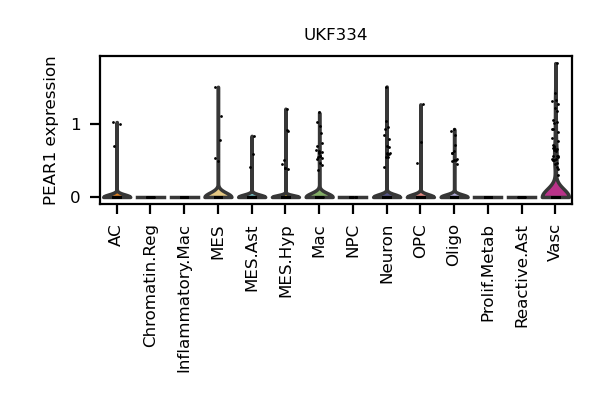 UKF334
PEAR1 expression
1
0
AC
Chromatin.Reg
Inflammatory.Mac
MES
MES.Ast
MES.Hyp
Mac
NPC
Neuron
OPC
Oligo
Prolif.Metab
Reactive.Ast
Vasc